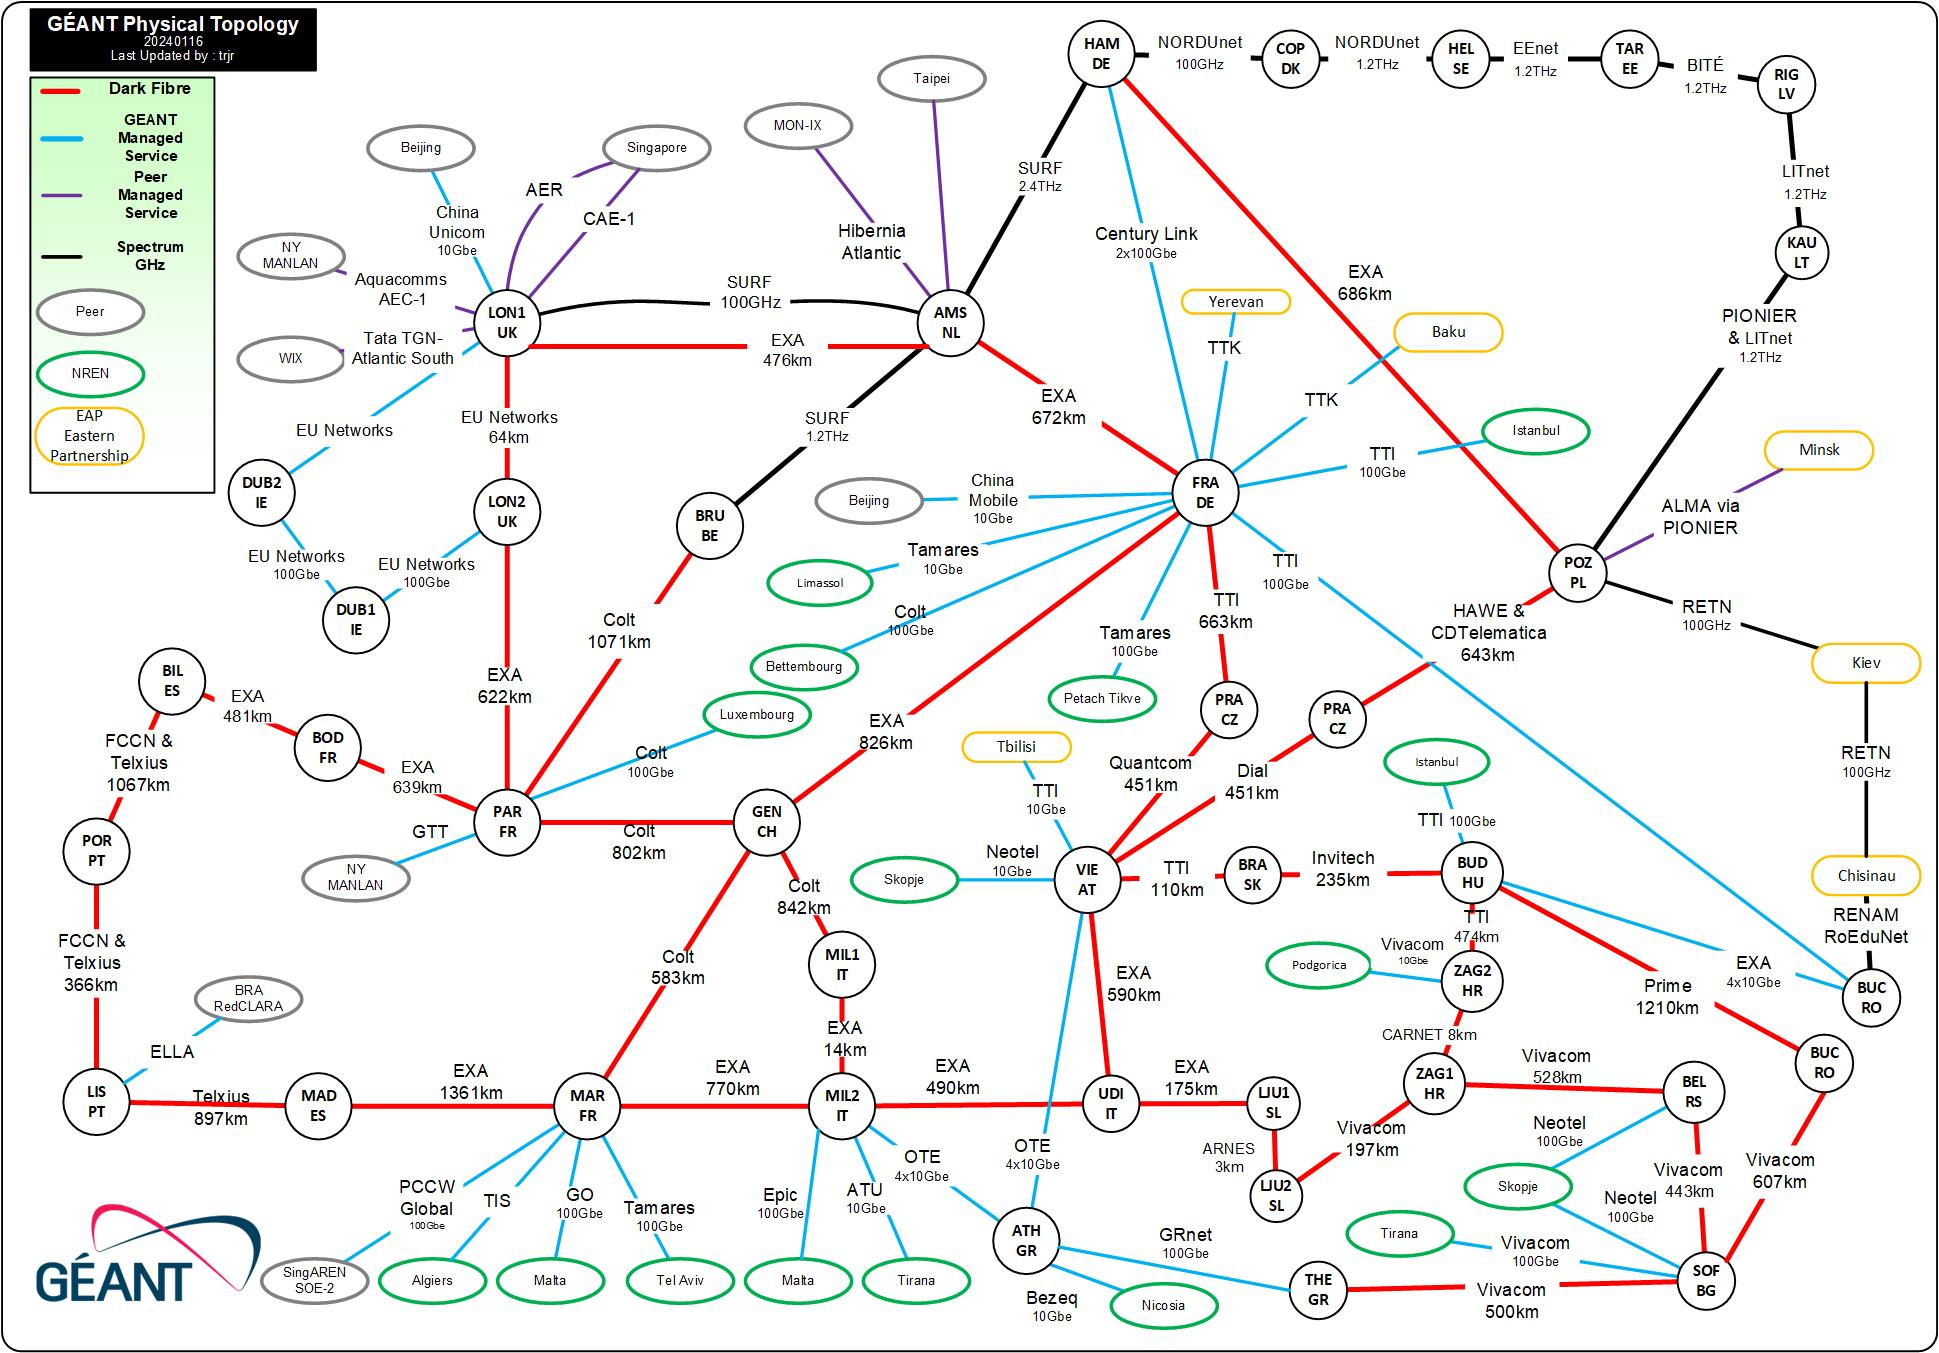 GÉANT Physical Topology
20240116
Last Updated by : trjr
Dark Fibre
GEANT
Managed
Service
Peer
Managed
Service
Spectrum
GHz
Peer
NREN
EAP
Eastern
Partnership
HAM
DE
NORDUnet
100GHz
COP
DK
NORDUnet
1.2THz
HEL
SE
EEnet
1.2THz
TAR
EE
BITÉ
1.2THz
RIG
LV
LITnet
1.2THz
KAU
LT
PIONIER
& LITnet
1.2THz
Taipei
MON-IX
Beijing
Singapore
AER
CAE-1
China
Unicom
10Gbe
NY
MANLAN
Aquacomms
AEC-1
WIX
Tata TGN-
Atlantic South
LON1
UK
SURF
100GHz
EXA
476km
Hibernia
Atlantic
AMS
NL
SURF
2.4THz
Century Link
2x100Gbe
EXA
686km
Yerevan
TTK
Baku
TTK
Istanbul
TTI
100Gbe
Minsk
ALMA via
PIONIER
EU Networks
EU Networks
64km
SURF
1.2THz
EXA
672km
DUB2
IE
LON2
UK
BRU
BE
FRA
DE
Beijing
China
Mobile
10Gbe
EU Networks
100Gbe
EU Networks
100Gbe
DUB1
IE
Tamares
10Gbe
Limassol
Colt
100Gbe
Bettembourg
Tamares
100Gbe
Petach Tikve
TTI
663km
TTI
100Gbe
POZ
PL
RETN
100GHz
HAWE &
CDTelematica
643km
Kiev
RETN
100GHz
Chisinau
RENAM
RoEduNet
BIL
ES
EXA
481km
FCCN &
Telxius
1067km
BOD
FR
EXA
639km
EXA
622km
Colt
1071km
Luxembourg
Colt
100Gbe
EXA
826km
PRA
CZ
PRA
CZ
Tbilisi
TTI
10Gbe
Quantcom
451km
Dial
451km
Istanbul
TTI 100Gbe
POR
PT
GTT
NY
MANLAN
PAR
FR
Colt
802km
GEN
CH
Colt
842km
Skopje
Neotel
10Gbe
VIE
AT
TTI
110km
BRA
SK
Invitech
235km
BUD
HU
TTI
474km
FCCN &
Telxius
366km
BRA
RedCLARA
ELLA
Colt
583km
MIL1
IT
EXA
14km
EXA
590km
Podgorica
Vivacom
10Gbe
ZAG2
HR
CARNET 8km
Prime
1210km
EXA
4x10Gbe
BUC
RO
BUC
RO
LIS
PT
Telxius
897km
MAD
ES
EXA
1361km
MAR
FR
EXA
770km
MIL2
IT
EXA
490km
UDI
IT
EXA
175km
LJU1
SL
ARNES
3km
LJU2
SL
Vivacom
197km
ZAG1
HR
Vivacom
528km
BEL
RS
Neotel
100Gbe
Skopje
Vivacom
443km
Neotel
100Gbe
Vivacom
607km
PCCW
Global
100Gbe
TIS
GO
100Gbe
Tamares
100Gbe
Epic
100Gbe
ATU
10Gbe
OTE
4x10Gbe
OTE
4x10Gbe
ATH
GR
GRnet
100Gbe
Tirana
Vivacom
100Gbe
SingAREN
SOE-2
Algiers
Malta
Tel Aviv
Malta
Tirana
Bezeq
10Gbe
Nicosia
THE
GR
Vivacom
500km
SOF
BG
GÉANT